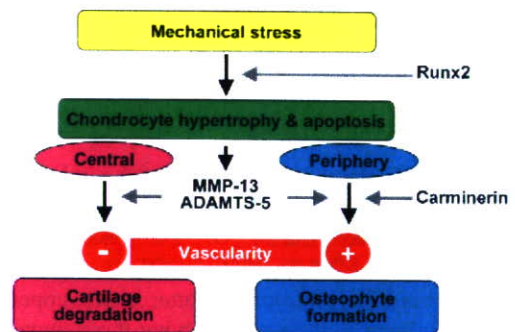 Mechanical stress
Runx2
Chondrocyte hypertrophy & apoptosis
Central
Periphery
MMP-13
ADAMTS-5
Carminerin
-
Vascularity
+
Cartilage
degradation
Osteophyte
formation